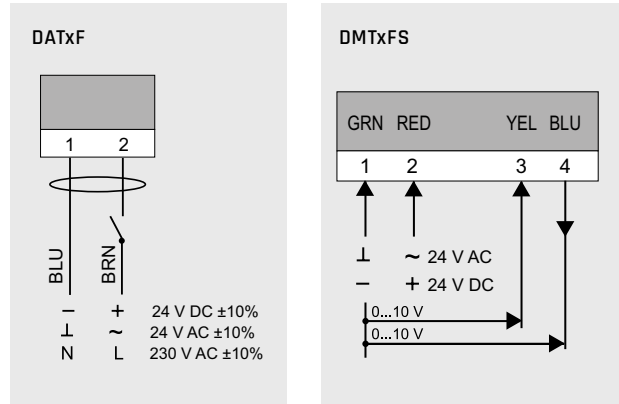 DATxF
1 2
BLU BRN
– + 24 V DC ±10%
⊥ ~ 24 V AC ±10%
N L 230 V AC ±10%
DMTxFS
GRN RED YEL BLU
1 2 3 4
⊥ ~ 24 V AC
– + 24 V DC
0...10 V
0...10 V